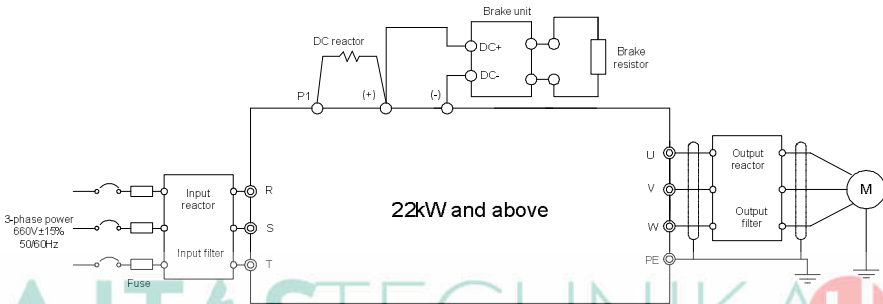 Brake unit
DC reactor
DC+
Brake
resistor
DC-
P1
(+)
(-)
U
Output
reactor
V
M
Input
reactor
R
22kW and above
3-phase power
660V±15%
50/60Hz
S
W
Output
filter
Input filter
T
PE
Fuse
TECHNIKA